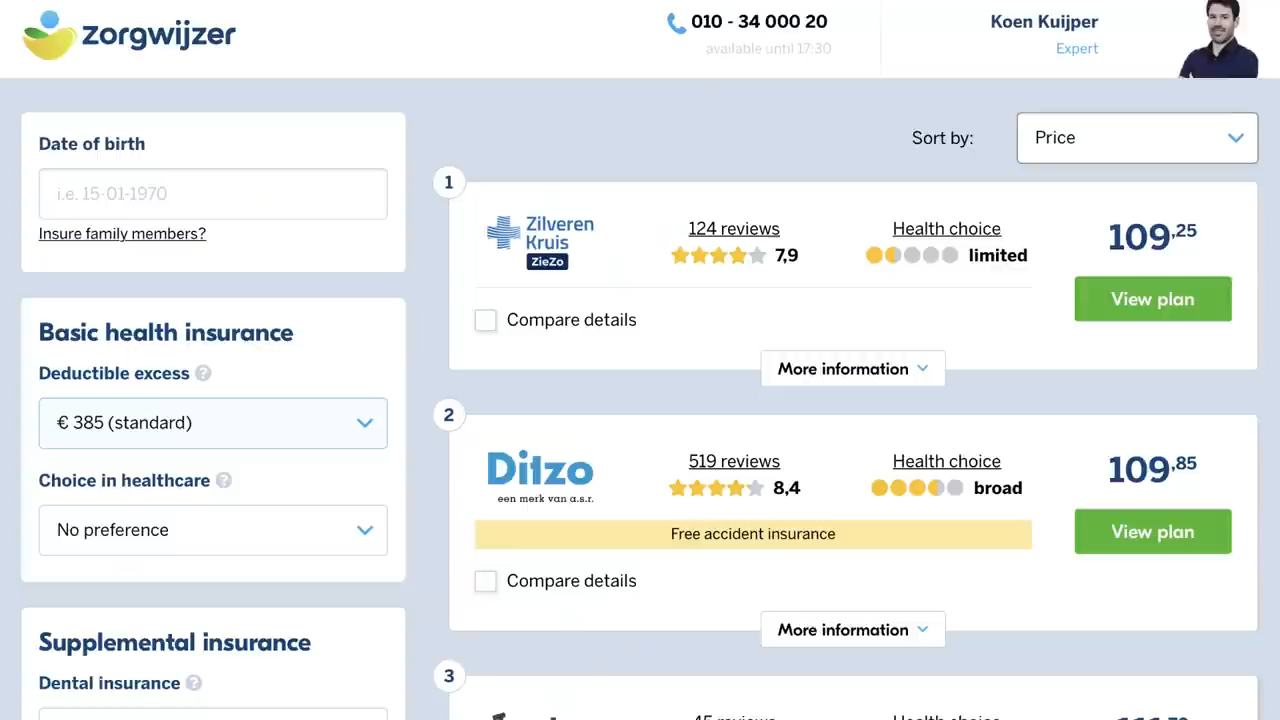 zorgwijzer
010 - 34 000 20
available until 17:30
Koen Kuijper
Expert
Date of birth
i.e. 15-01-1970
Insure family members?
Basic health insurance
Deductible excess ?
€ 385 (standard)
Choice in healthcare ?
No preference
Supplemental insurance
Dental insurance ?
Sort by:
Price
1
Zilveren
Kruis
ZieZo
124 reviews
7,9
Health choice
limited
109,25
View plan
Compare details
More information
2
Ditzo
een merk van a.s.r.
519 reviews
8,4
Health choice
broad
109,85
View plan
Free accident insurance
Compare details
More information
3
45 reviews
Health choice